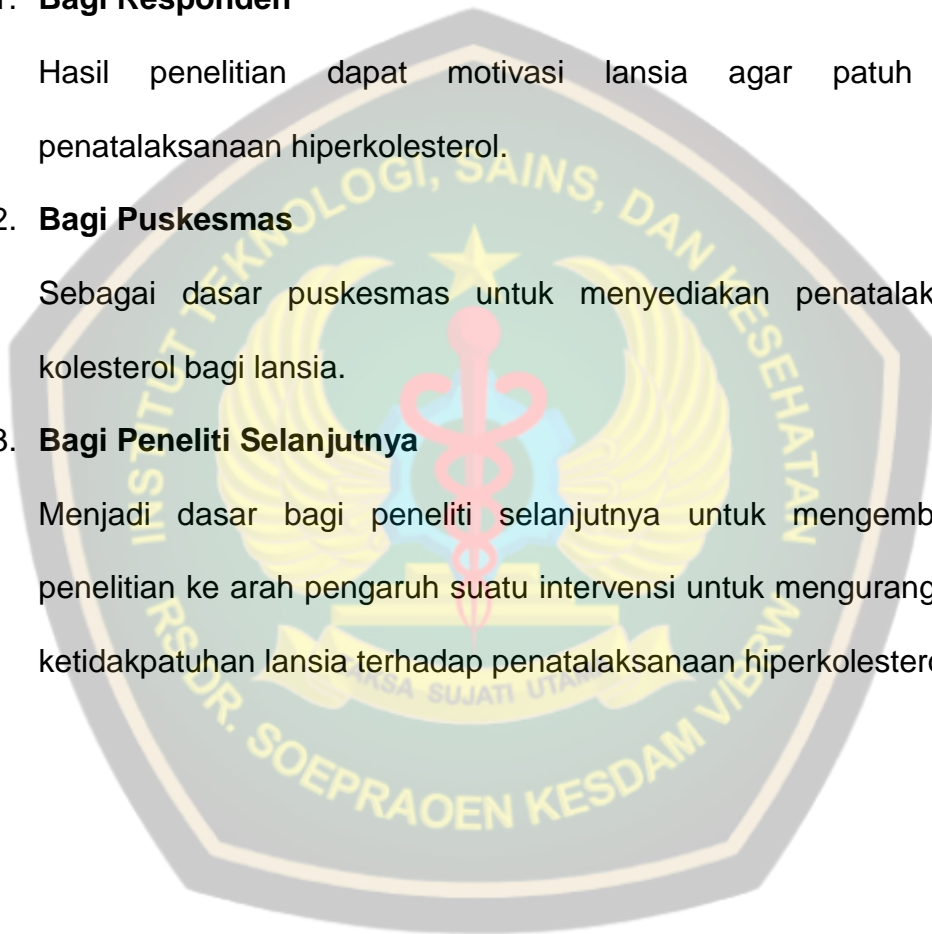 Bagi Responden
Hasil penelitian dapat motivasi lansia agar patuh
penatalaksanaan hiperkolesterol.
2. Bagi Puskesmas
Sebagai dasar puskesmas untuk menyediakan penatalak
kolesterol bagi lansia.
3. Bagi Peneliti Selanjutnya
Menjadi dasar bagi peneliti selanjutnya untuk mengemb
penelitian ke arah pengaruh suatu intervensi untuk mengurang
ketidakpatuhan lansia terhadap penatalaksanaan hiperkolestero
INSTITUT TEKNOLOGI, SAINS, DAN KESEHATAN
RS DR. SOEPRAOEN KESDAM V/BRW
SUJATI